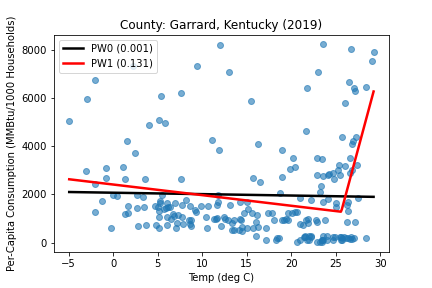 County: Garrard, Kentucky (2019)
PW0 (0.001)
PW1 (0.131)
Per-Capita Consumption (MMBtu/1000 Households)
8000
6000
4000
2000
0
−5 0 5 10 15 20 25 30
Temp (deg C)